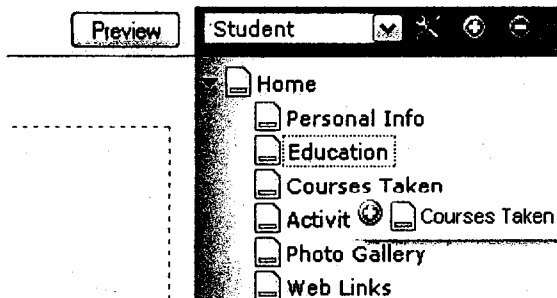 Preview Student
Home
Personal Info
Education
Courses Taken
Activit Courses Taken
Photo Gallery
Web Links